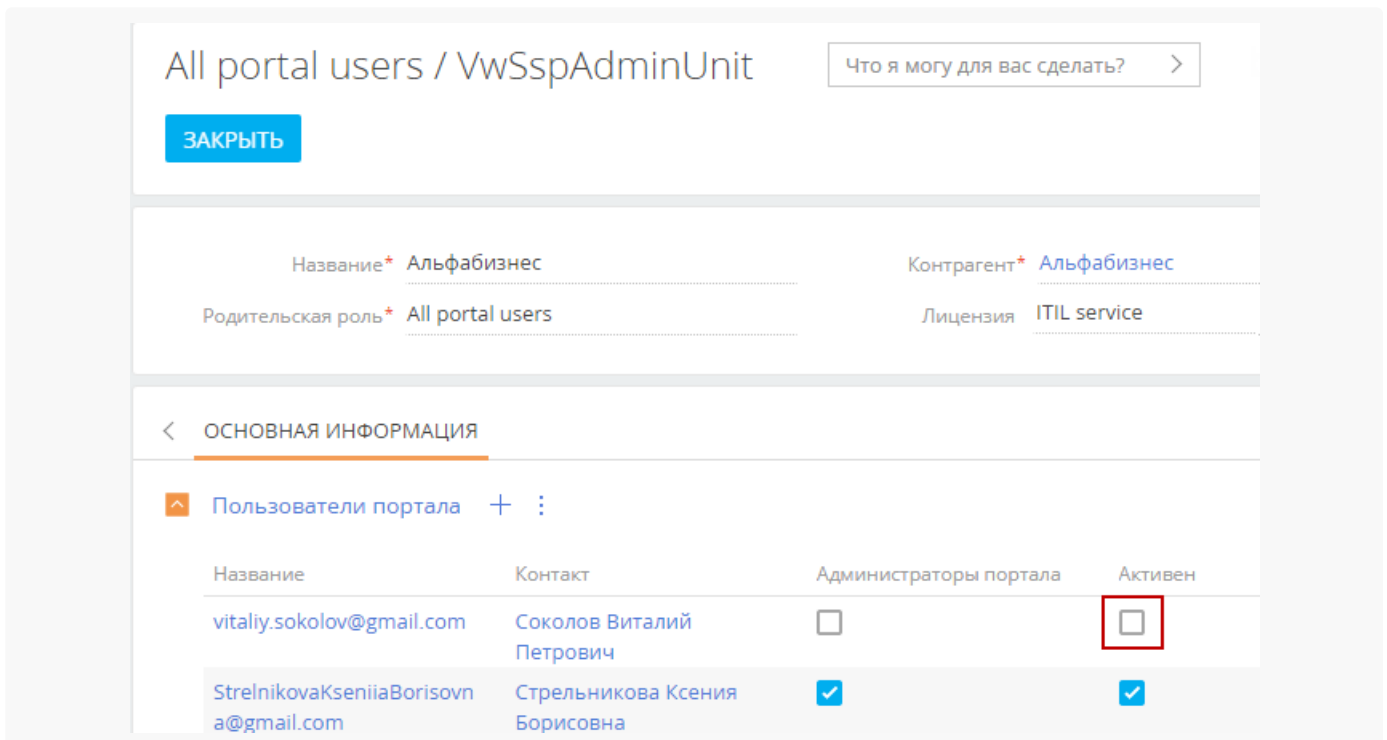 All portal users / VwSspAdminUnit
Что я могу для вас сделать?
ЗАКРЫТЬ
Название* Альфабизнес
Контрагент* Альфабизнес
Родительская роль* All portal users
Лицензия ITIL service
ОСНОВНАЯ ИНФОРМАЦИЯ
Пользователи портала
Название Контакт Администраторы портала Активен
vitaliy.sokolov@gmail.com Соколов Виталий
Петрович
StrelnikovaKseniiaBorisovn Стрельникова Ксения
a@gmail.com Борисовна